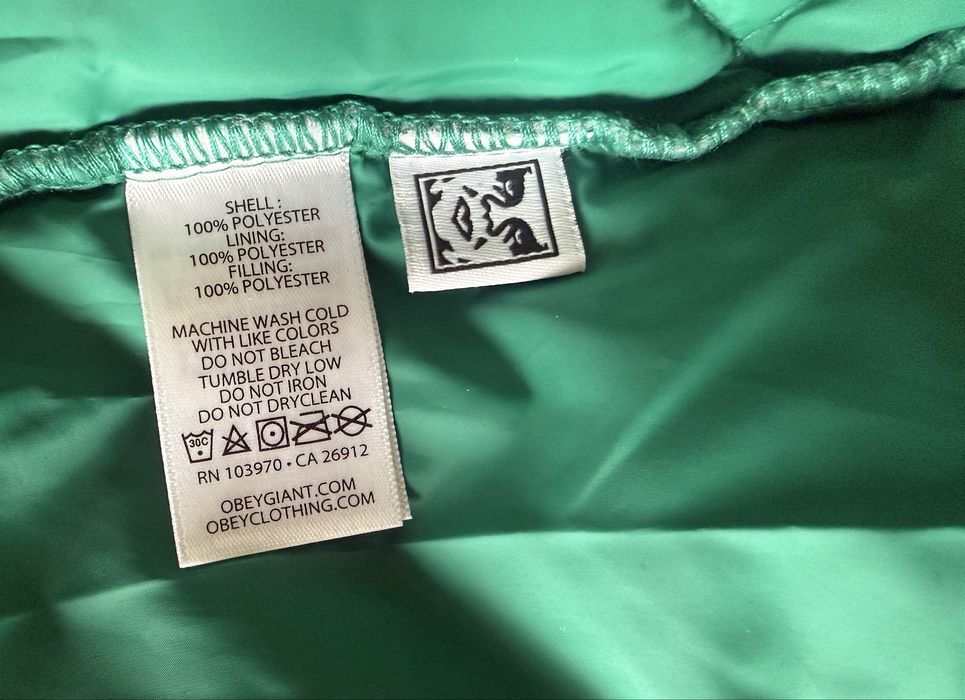 SHELL :
100% POLYESTER
LINING:
100% POLYESTER
FILLING:
100% POLYESTER
MACHINE WASH COLD
WITH LIKE COLORS
DO NOT BLEACH
TUMBLE DRY LOW
DO NOT IRON
DO NOT DRYCLEAN
30C
RN 103970 • CA 26912
OBEYGIANT.COM
OBEYCLOTHING.COM